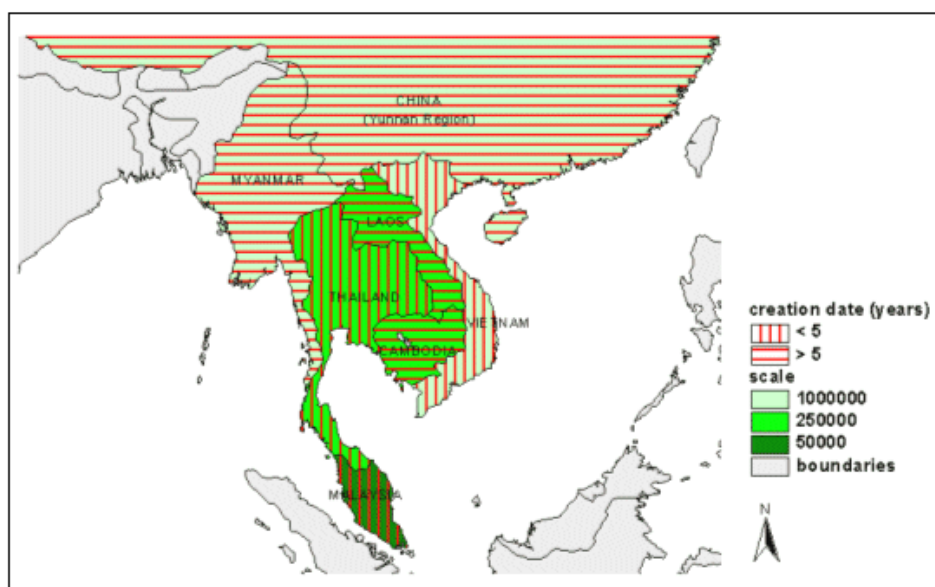 CHINA
(Yunnan Region)
MYANMAR
LAOS
THAILAND
VIETNAM
CAMBODIA
MALAYSIA
creation date (years)
< 5
> 5
scale
1000000
250000
50000
boundaries
N